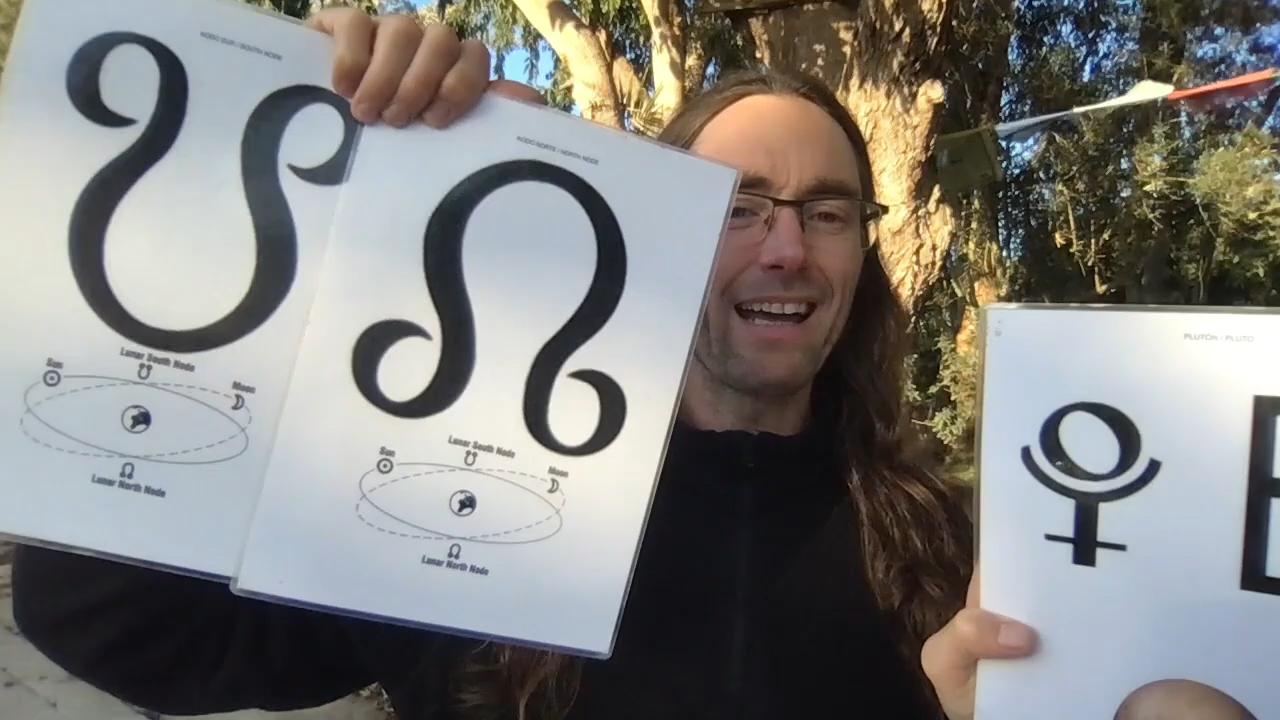 NODO SUR / SOUTH NODE
Lunar South Node
Sun
Moon
Lunar North Node
NODO NORTE / NORTH NODE
Lunar South Node
Sun
Moon
Lunar North Node
PLUTÓN / PLUTO